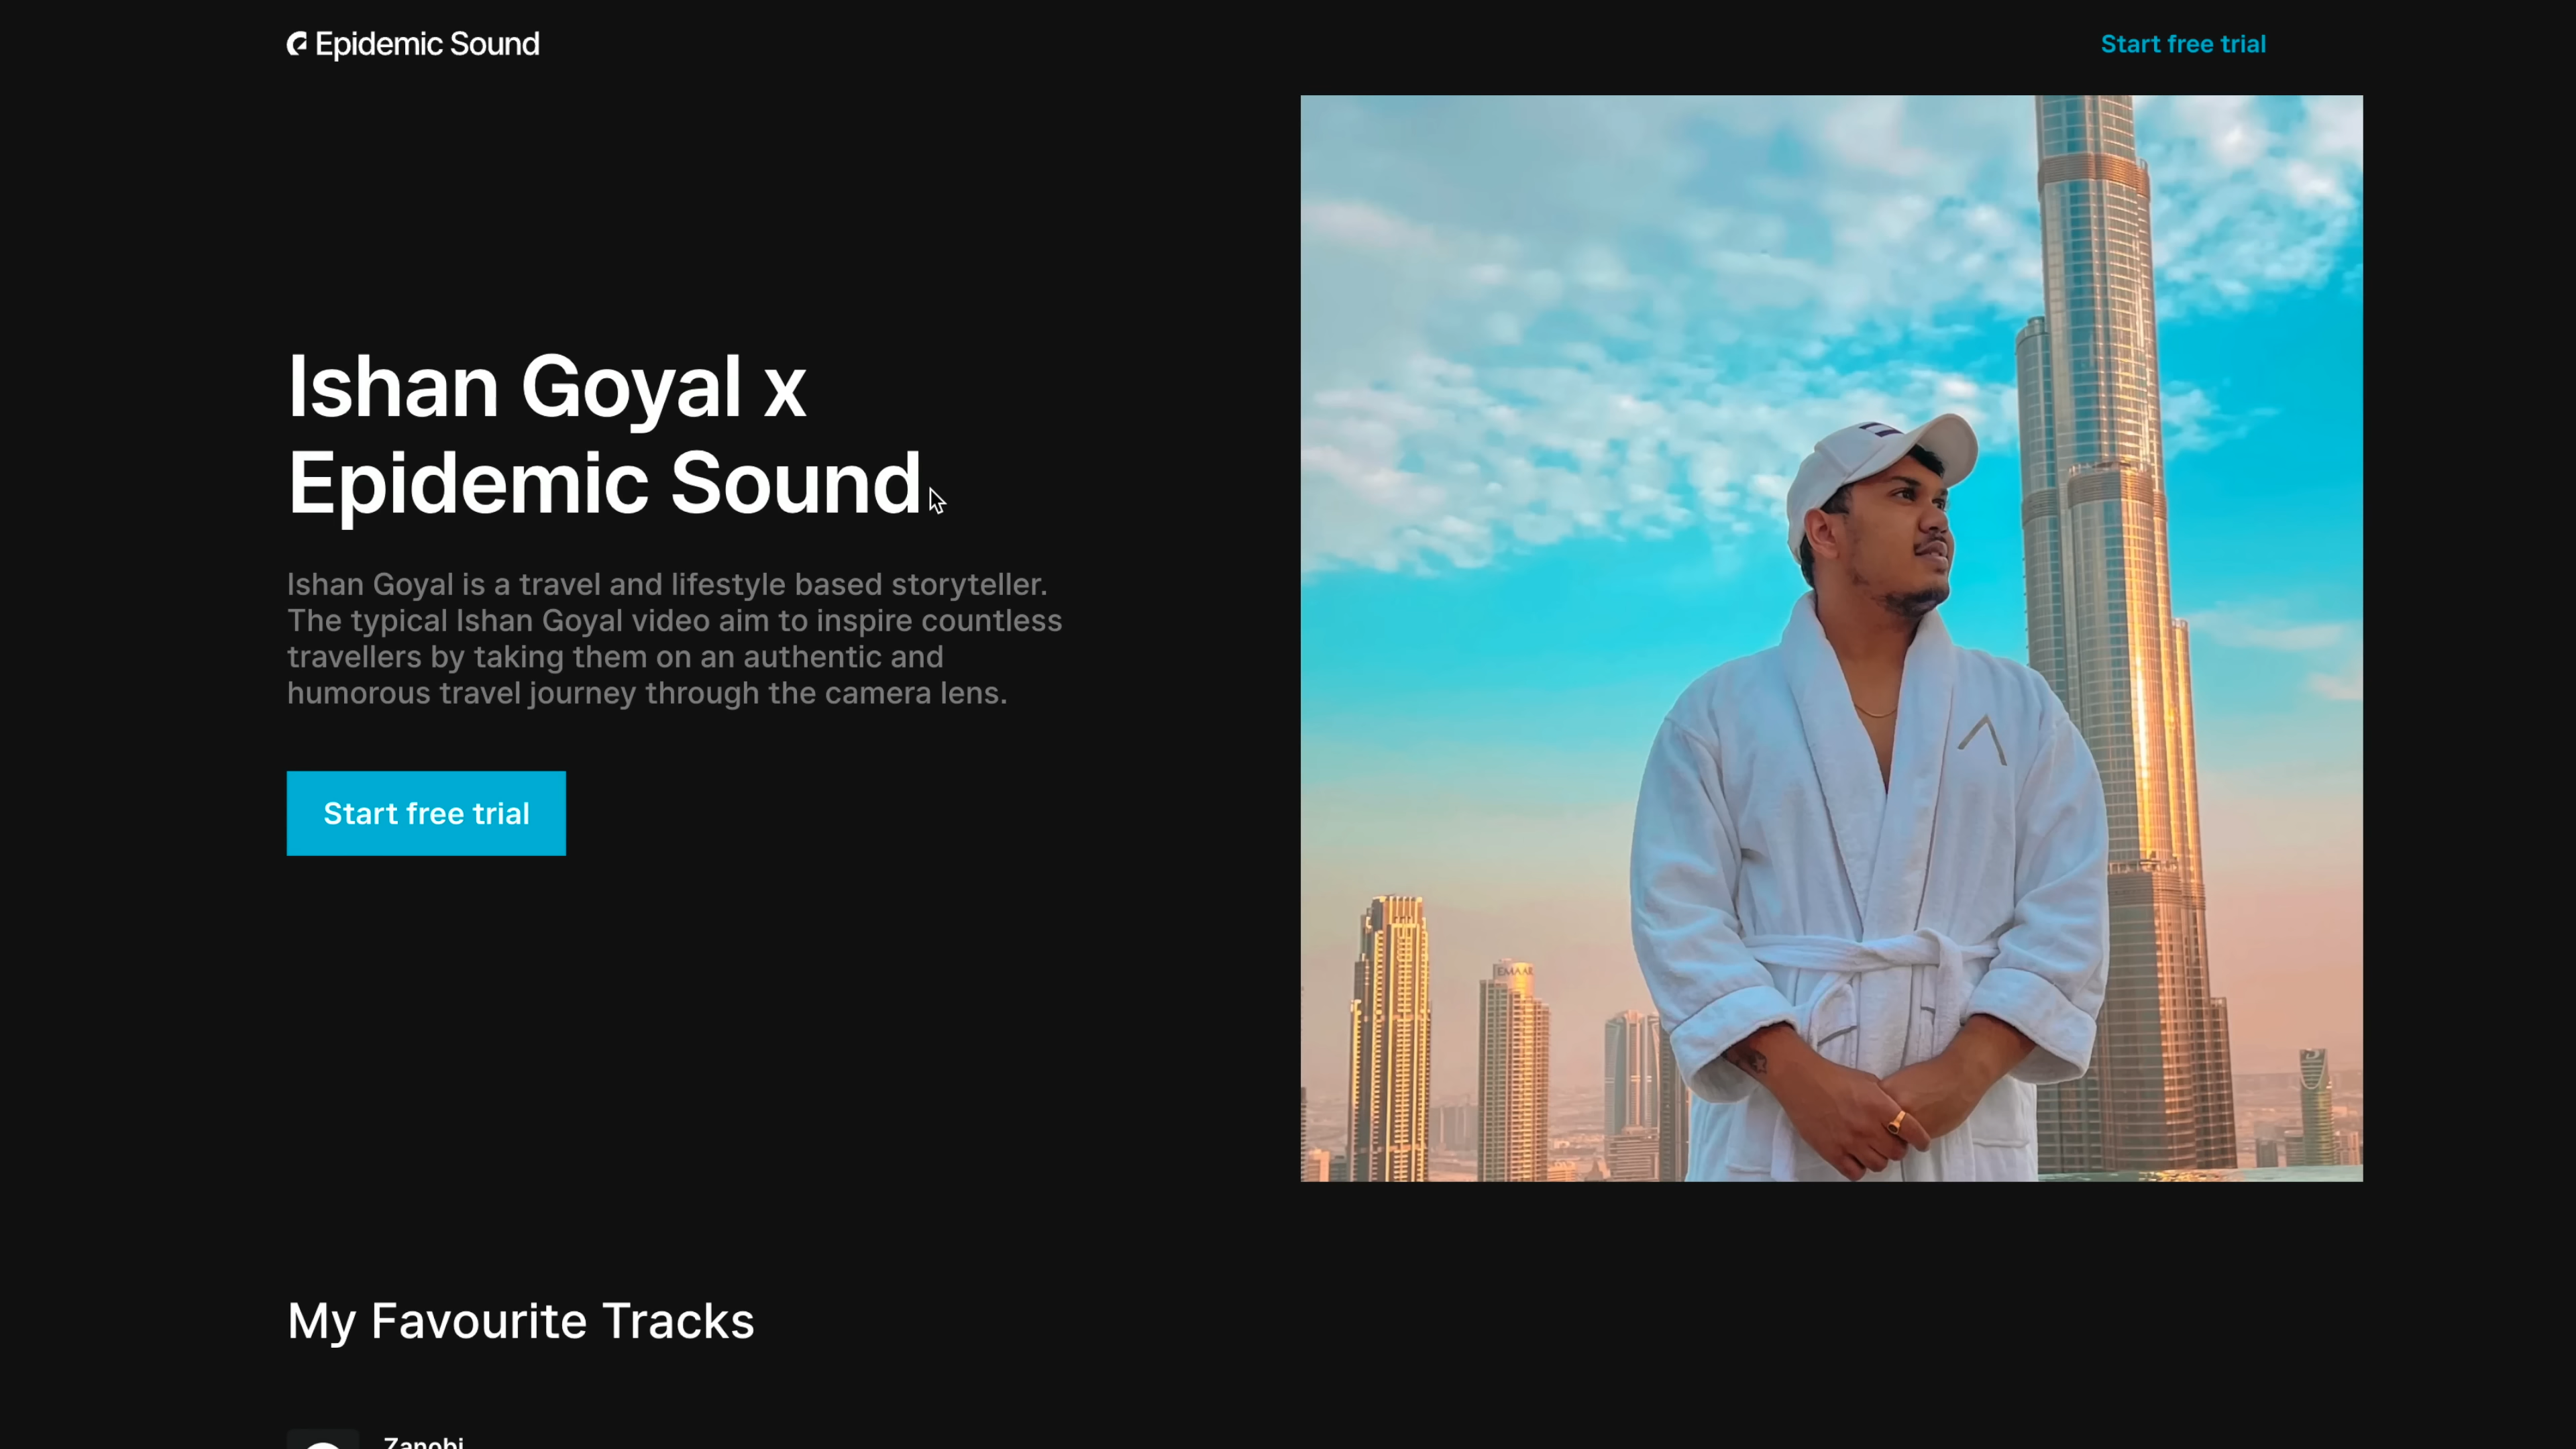 Epidemic Sound
Start free trial
Ishan Goyal x
Epidemic Sound
Ishan Goyal is a travel and lifestyle based storyteller.
The typical Ishan Goyal video aim to inspire countless
travellers by taking them on an authentic and
humorous travel journey through the camera lens.
Start free trial
EMAAR
My Favourite Tracks
Zanobi